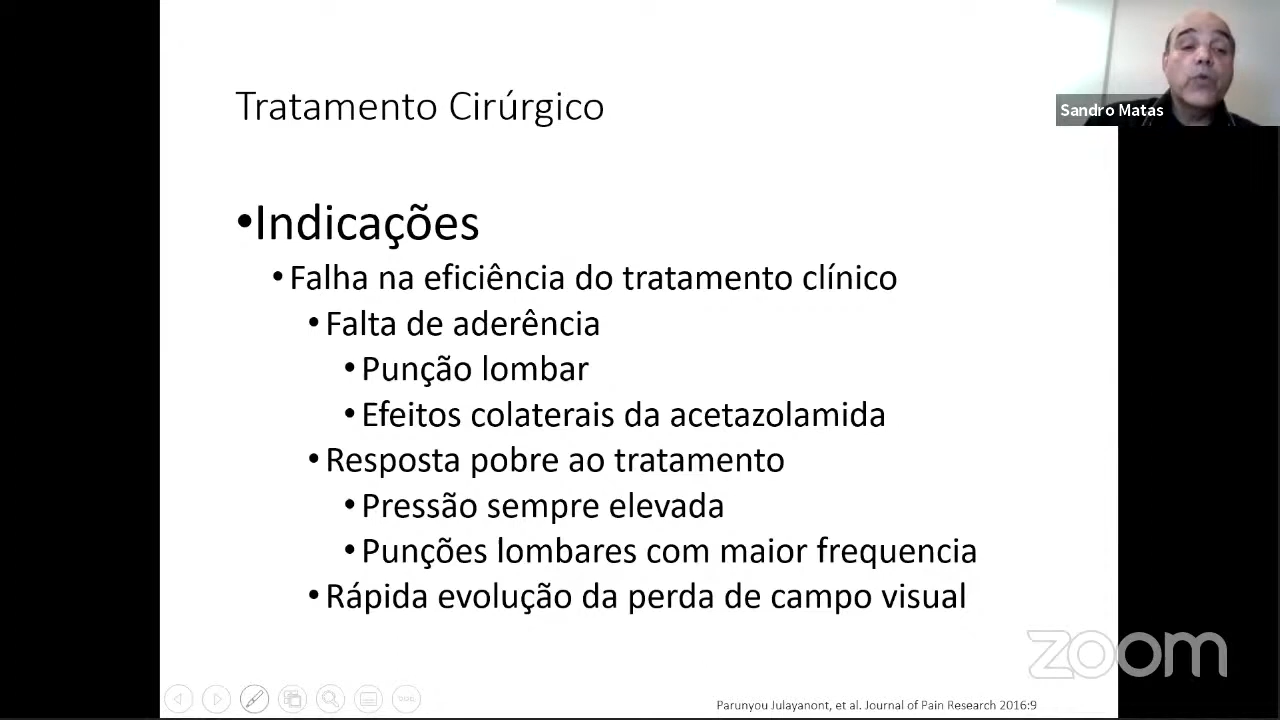 Sandro Matas
Tratamento Cirúrgico
•Indicações
•Falha na eficiência do tratamento clínico
•Falta de aderência
•Punção lombar
•Efeitos colaterais da acetazolamida
•Resposta pobre ao tratamento
•Pressão sempre elevada
•Punções lombares com maior frequencia
•Rápida evolução da perda de campo visual
zoom
Parunyou Julayanont, et al. Journal of Pain Research 2016:9